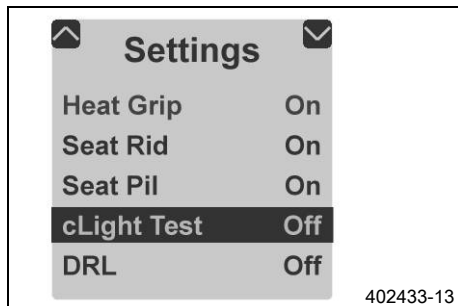 Settings
Heat Grip On
Seat Rid On
Seat Pil On
cLight Test Off
DRL Off
402433-13